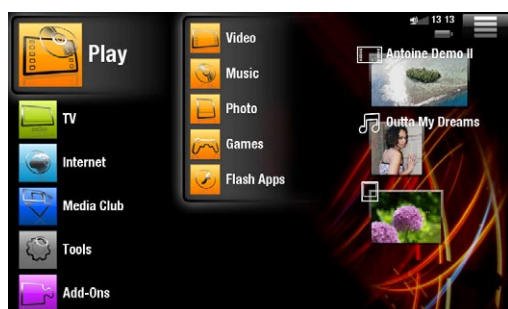 13 13
Play
Video
Music
Photo
Games
Flash Apps
TV
Internet
Media Club
Tools
Add-Ons
Antoine Demo II
Outta My Dreams